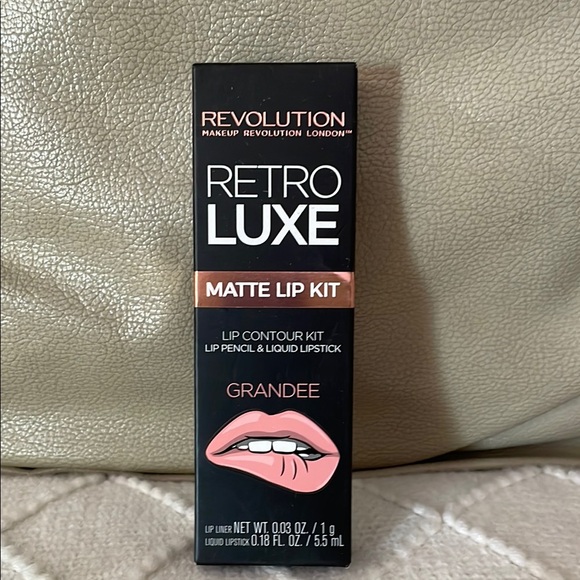 REVOLUTION
MAKEUP REVOLUTION LONDON™
RETRO
LUXE
MATTE LIP KIT
LIP CONTOUR KIT
LIP PENCIL & LIQUID LIPSTICK
GRANDEE
LIP LINER NET WT. 0.03 OZ. / 1 g
LIQUID LIPSTICK 0.18 FL. OZ. / 5.5 mL